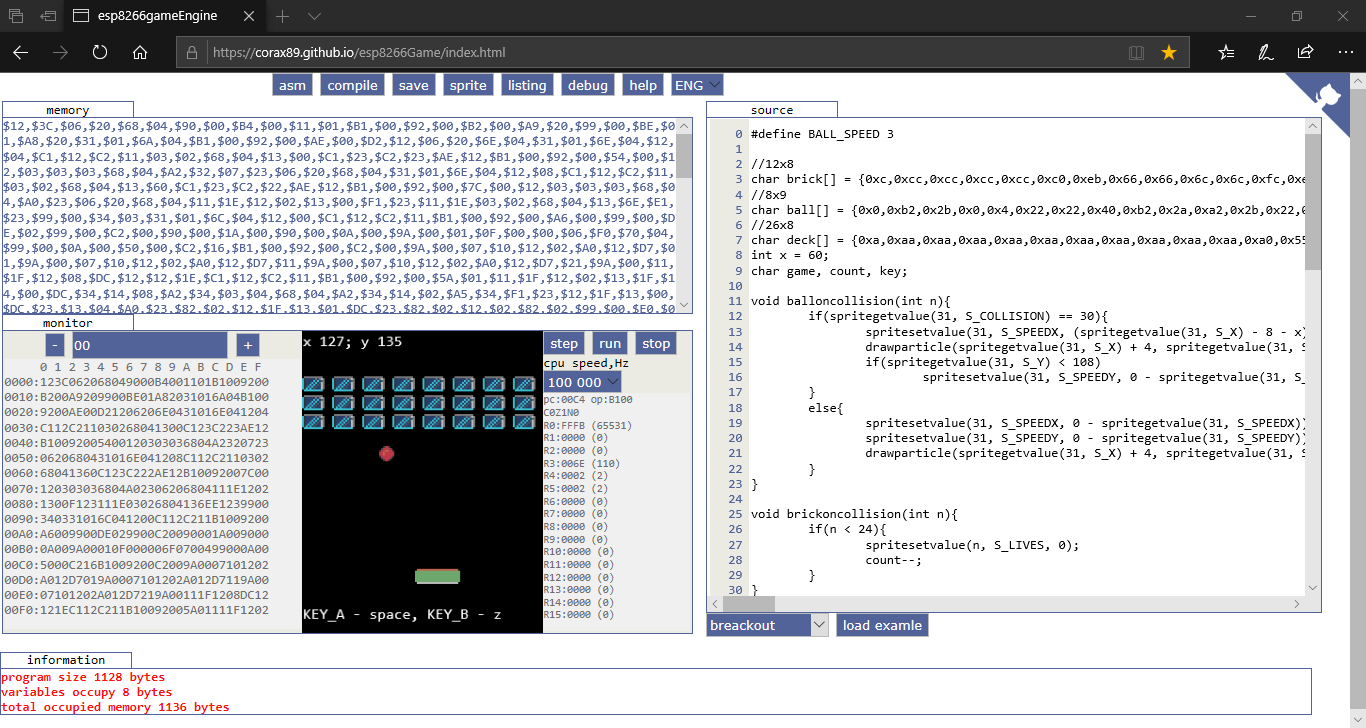 esp8266gameEngine
https://corax89.github.io/esp8266Game/index.html
asm compile save sprite listing debug help ENG
memory
$12,$3C,$06,$20,$68,$04,$90,$00,$B4,$00,$11,$01,$B1,$00,$92,$00,$B2,$00,$A9,$20,$99,$00,$BE,$0
1,$A8,$20,$31,$01,$6A,$04,$B1,$00,$92,$00,$AE,$00,$D2,$12,$06,$20,$6E,$04,$31,$01,$6E,$04,$12,
$04,$C1,$12,$C2,$11,$03,$02,$68,$04,$13,$00,$C1,$23,$C2,$23,$AE,$12,$B1,$00,$92,$00,$54,$00,$1
2,$03,$03,$03,$68,$04,$A2,$32,$07,$23,$06,$20,$68,$04,$31,$01,$6E,$04,$12,$08,$C1,$12,$C2,$11,
$03,$02,$68,$04,$13,$60,$C1,$23,$C2,$22,$AE,$12,$B1,$00,$92,$00,$7C,$00,$12,$03,$03,$03,$68,$0
4,$A0,$23,$06,$20,$68,$04,$11,$1E,$12,$02,$13,$00,$F1,$23,$11,$1E,$03,$02,$68,$04,$13,$6E,$E1,
$23,$99,$00,$34,$03,$31,$01,$6C,$04,$12,$00,$C1,$12,$C2,$11,$B1,$00,$92,$00,$A6,$00,$99,$00,$D
E,$02,$99,$00,$C2,$00,$90,$00,$1A,$00,$90,$00,$0A,$00,$9A,$00,$01,$0F,$00,$00,$06,$F0,$70,$04,
$99,$00,$0A,$00,$50,$00,$C2,$16,$B1,$00,$92,$00,$C2,$00,$9A,$00,$07,$10,$12,$02,$A0,$12,$D7,$0
1,$9A,$00,$07,$10,$12,$02,$A0,$12,$D7,$11,$9A,$00,$07,$10,$12,$02,$A0,$12,$D7,$21,$9A,$00,$11,
$1F,$12,$08,$DC,$12,$12,$1E,$C1,$12,$C2,$11,$B1,$00,$92,$00,$5A,$01,$11,$1F,$12,$02,$13,$1F,$1
4,$00,$DC,$34,$14,$08,$A2,$34,$03,$04,$68,$04,$A2,$34,$14,$02,$A5,$34,$F1,$23,$12,$1F,$13,$00,
$DC,$23,$13,$04,$A0,$23,$82,$02,$12,$1F,$13,$01,$DC,$23,$82,$02,$12,$02,$82,$02,$99,$00,$E0,$0
monitor
- 00 +
0 1 2 3 4 5 6 7 8 9 A B C D E F
0000:123C062068049000B4001101B1009200
0010:B200A9209900BE01A82031016A04B100
0020:9200AE00D21206206E0431016E041204
0030:C112C211030268041300C123C223AE12
0040:B10092005400120303036804A2320723
0050:0620680431016E041208C112C2110302
0060:68041360C123C222AE12B10092007C00
0070:120303036804A02306206804111E1202
0080:1300F123111E03026804136EE1239900
0090:340331016C041200C112C211B1009200
00A0:A6009900DE029900C20090001A009000
00B0:0A009A00010F000006F0700499000A00
00C0:5000C216B1009200C2009A0007101202
00D0:A012D7019A0007101202A012D7119A00
00E0:07101202A012D7219A00111F1208DC12
00F0:121EC112C211B10092005A01111F1202
x 127; y 135
KEY_A - space, KEY_B - z
step run stop
cpu speed,Hz
100 000
pc:00C4 op:B100
C0Z1N0
R0:FFFB (65531)
R1:0000 (0)
R2:0000 (0)
R3:006E (110)
R4:0002 (2)
R5:0002 (2)
R6:0000 (0)
R7:0000 (0)
R8:0000 (0)
R9:0000 (0)
R10:0000 (0)
R11:0000 (0)
R12:0000 (0)
R13:0000 (0)
R14:0000 (0)
R15:0000 (0)
source
0 #define BALL_SPEED 3
1
2 //12x8
3 char brick[] = {0xc,0xcc,0xcc,0xcc,0xcc,0xc0,0xeb,0x66,0x66,0x6c,0x6c,0xfc,0xe
4 //8x9
5 char ball[] = {0x0,0xb2,0x2b,0x0,0x4,0x22,0x22,0x40,0xb2,0x2a,0xa2,0x2b,0x22,0
6 //26x8
7 char deck[] = {0xa,0xaa,0xaa,0xaa,0xaa,0xaa,0xaa,0xaa,0xaa,0xaa,0xaa,0xa0,0x55
8 int x = 60;
9 char game, count, key;
10
11 void balloncollision(int n){
12 if(spritegetvalue(31, S_COLLISION) == 30){
13 spritesetvalue(31, S_SPEEDX, (spritegetvalue(31, S_X) - 8 - x)
14 drawparticle(spritegetvalue(31, S_X) + 4, spritegetvalue(31, S
15 if(spritegetvalue(31, S_Y) < 108)
16 spritesetvalue(31, S_SPEEDY, 0 - spritegetvalue(31, S_
17 }
18 else{
19 spritesetvalue(31, S_SPEEDX, 0 - spritegetvalue(31, S_SPEEDX))
20 spritesetvalue(31, S_SPEEDY, 0 - spritegetvalue(31, S_SPEEDY))
21 drawparticle(spritegetvalue(31, S_X) + 4, spritegetvalue(31, S
22 }
23 }
24
25 void brickoncollision(int n){
26 if(n < 24){
27 spritesetvalue(n, S_LIVES, 0);
28 count--;
29 }
30 }
breackout load examle
information
program size 1128 bytes
variables occupy 8 bytes
total occupied memory 1136 bytes